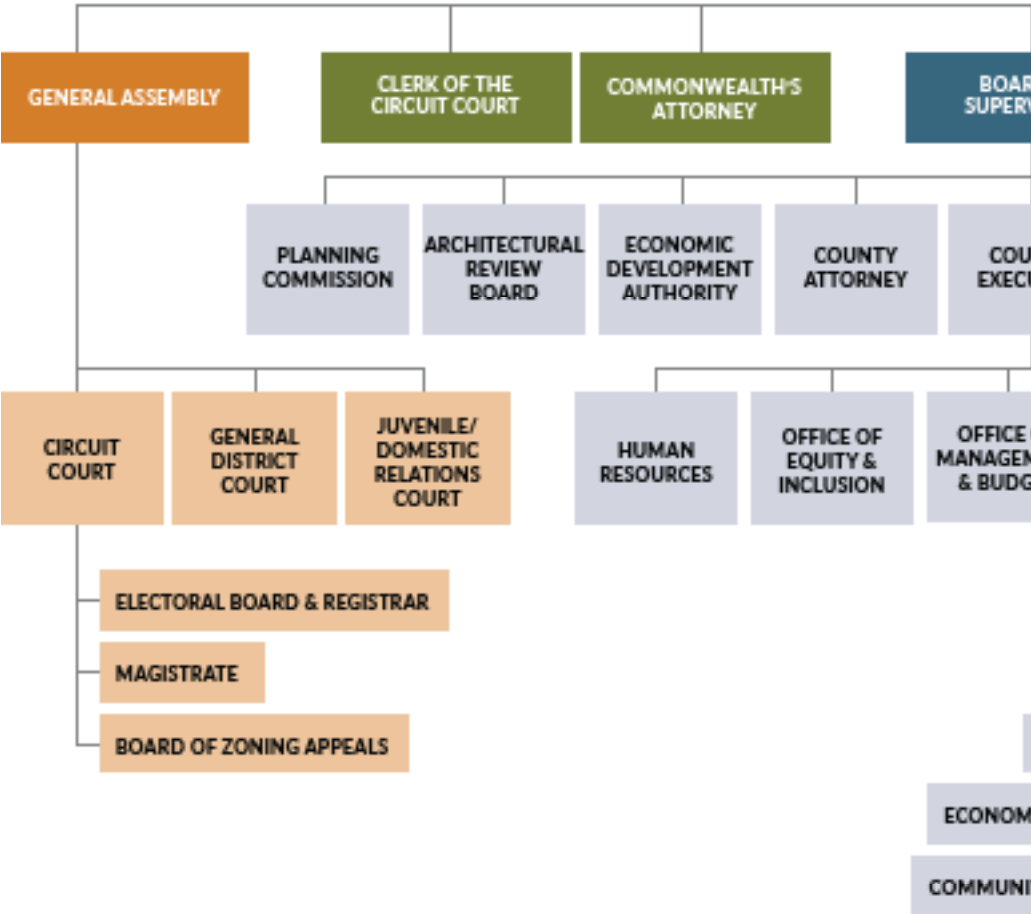 GENERAL ASSEMBLY
CLERK OF THE
CIRCUIT COURT
COMMONWEALTH'S
ATTORNEY
PLANNING
COMMISSION
ARCHITECTURAL
REVIEW
BOARD
ECONOMIC
DEVELOPMENT
AUTHORITY
COUNTY
ATTORNEY
CIRCUIT
COURT
GENERAL
DISTRICT
COURT
JUVENILE/
DOMESTIC
RELATIONS
COURT
HUMAN
RESOURCES
OFFICE OF
EQUITY &
INCLUSION
OFFICE
& 
ELECTORAL BOARD & REGISTRAR
MAGISTRATE
BOARD OF ZONING APPEALS